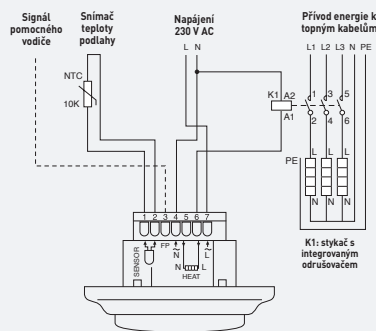 Signál
pomocného
vodiče
Snímač
teploty
podlahy
Napájení
230 V AC
Přívod energie k
topným kabelům
L N
L1 L2 L3 N PE
NTC
10K
K1 A2
A1
1 3 5
2 4 6
PE
L L L
N N N
K1: stykač s
integrovaným
odrušovačem
1 2 3 4 5 6 7
SENSOR
FP
~
N
~
L
N L
HEAT